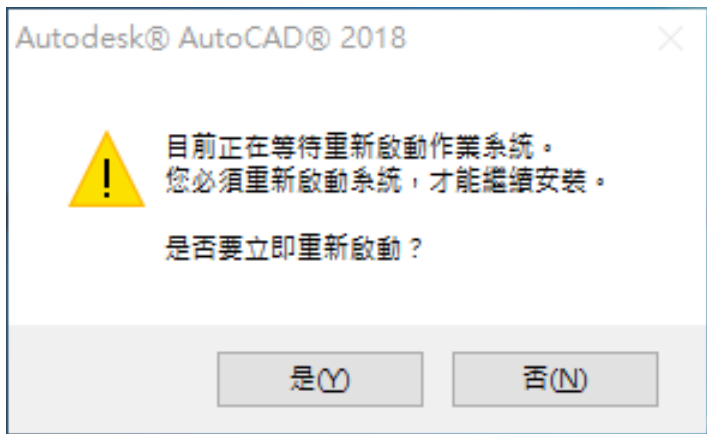 Autodesk® AutoCAD® 2018
目前正在等待重新啟動作業系統。
您必須重新啟動系統，才能繼續安裝。
是否要立即重新啟動？
是(Y)
否(N)